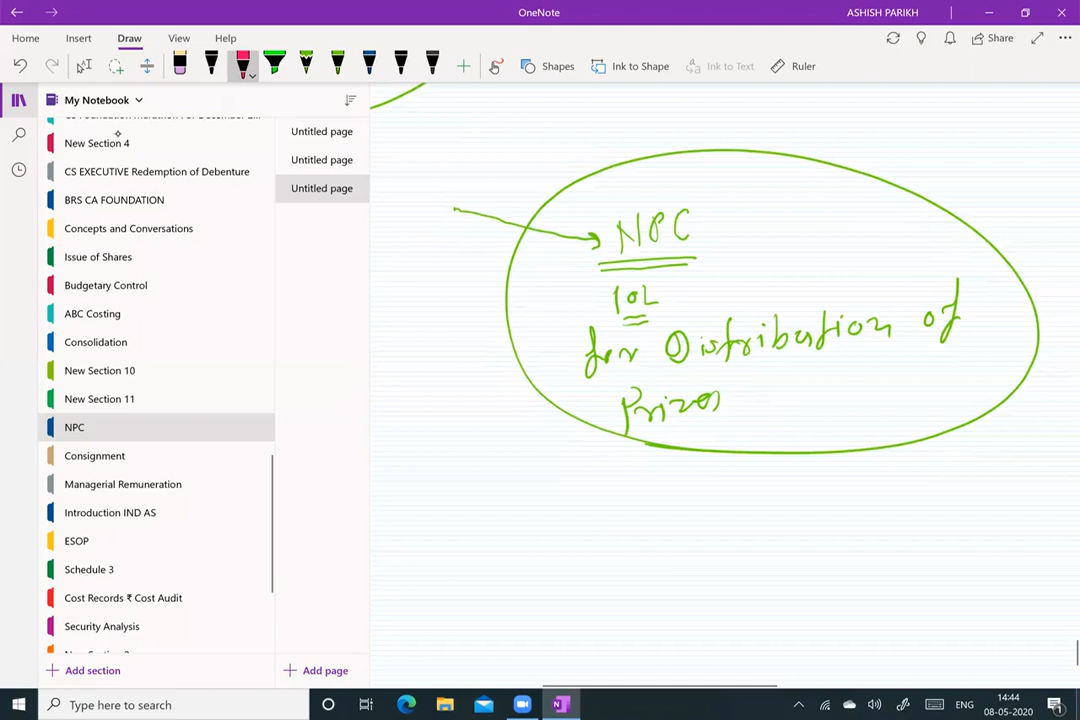 OneNote
ASHISH PARIKH
Home Insert Draw View Help
Share
Shapes Ink to Shape Ink to Text Ruler
My Notebook
New Section 4
CS EXECUTIVE Redemption of Debenture
BRS CA FOUNDATION
Concepts and Conversations
Issue of Shares
Budgetary Control
ABC Costing
Consolidation
New Section 10
New Section 11
NPC
Consignment
Managerial Remuneration
Introduction IND AS
ESOP
Schedule 3
Cost Records ₹ Cost Audit
Security Analysis
Add section
Untitled page
Untitled page
Untitled page
Add page
NPC
10L
for Distribution of
Prizes
Type here to search
ENG
14:44
08-05-2020
1